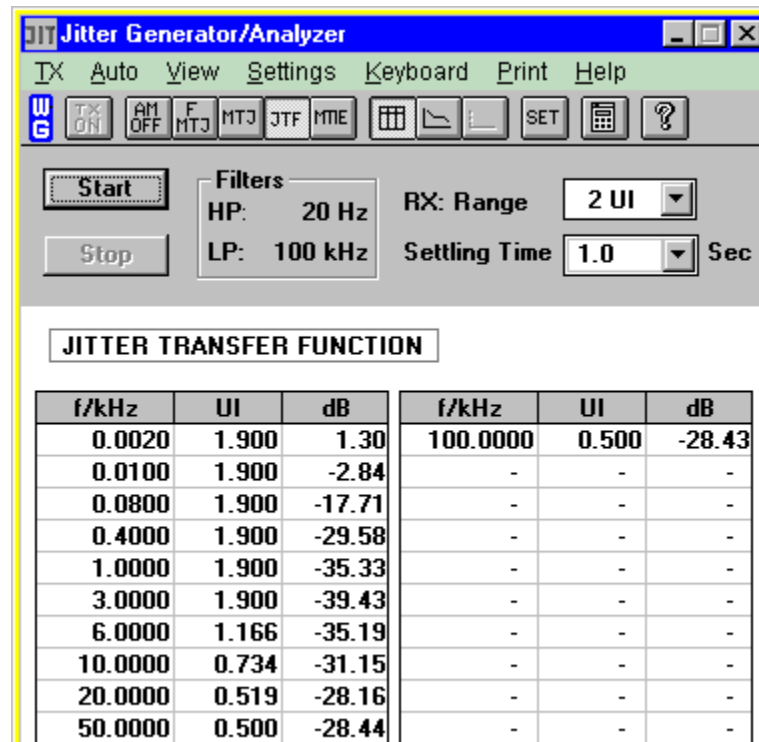 JIT Jitter Generator/Analyzer
TX Auto View Settings Keyboard Print Help
WG TX ON AM OFF F MTJ MTJ JTF MTIE SET ?
Start
Stop
Filters
HP: 20 Hz
LP: 100 kHz
RX: Range 2 UI
Settling Time 1.0 Sec
JITTER TRANSFER FUNCTION
f/kHz UI dB f/kHz UI dB
0.0020 1.900 1.30 100.0000 0.500 -28.43
0.0100 1.900 -2.84 - - -
0.0800 1.900 -17.71 - - -
0.4000 1.900 -29.58 - - -
1.0000 1.900 -35.33 - - -
3.0000 1.900 -39.43 - - -
6.0000 1.166 -35.19 - - -
10.0000 0.734 -31.15 - - -
20.0000 0.519 -28.16 - - -
50.0000 0.500 -28.44 - - -